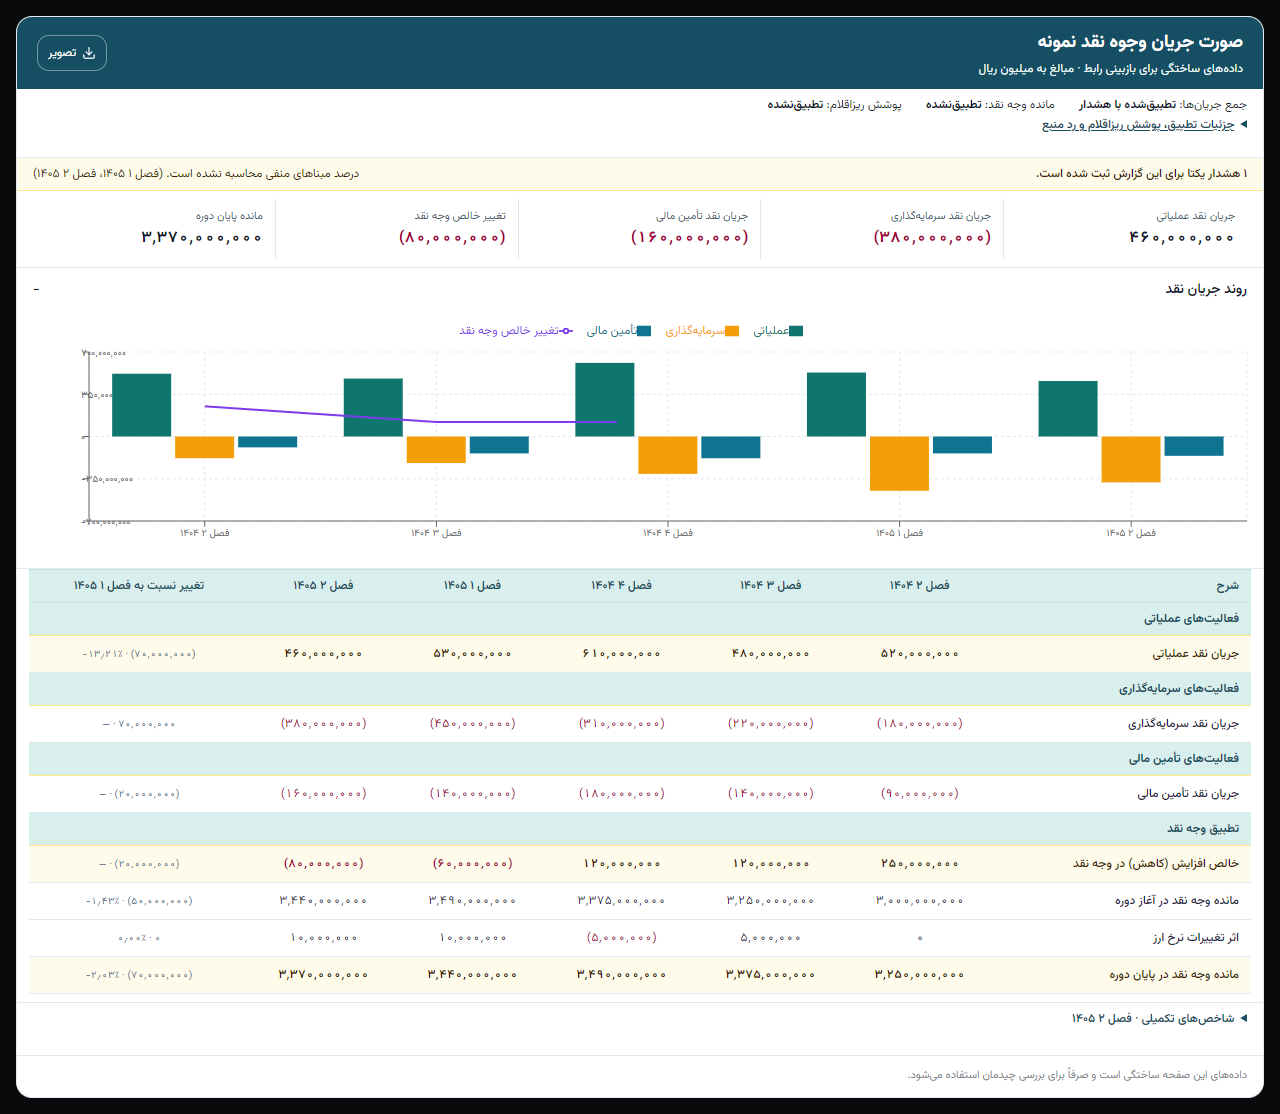 صورت جریان وجوه نقد نمونه
داده‌های ساختگی برای بازبینی رابط · مبالغ به میلیون ریال
تصویر
جمع جریان‌ها: تطبیق‌شده با هشدار مانده وجه نقد: تطبیق‌نشده پوشش ریزاقلام: تطبیق‌نشده
◀ جزئیات تطبیق، پوشش ریزاقلام و رد منبع
۱ هشدار یکتا برای این گزارش ثبت شده است. درصد مبناهای منفی محاسبه نشده است. (فصل ۱ ۱۴۰۵، فصل ۲ ۱۴۰۵)
جریان نقد عملیاتی جریان نقد سرمایه‌گذاری جریان نقد تأمین مالی تغییر خالص وجه نقد مانده پایان دوره
۴۶۰,۰۰۰,۰۰۰ (۳۸۰,۰۰۰,۰۰۰) (۱۶۰,۰۰۰,۰۰۰) (۸۰,۰۰۰,۰۰۰) ۳,۳۷۰,۰۰۰,۰۰۰
روند جریان نقد −
عملیاتی سرمایه‌گذاری تأمین مالی تغییر خالص وجه نقد
۷۰۰,۰۰۰,۰۰۰
۳۵۰,۰۰۰
۰
-۳۵۰,۰۰۰,۰۰۰
-۷۰۰,۰۰۰,۰۰۰
فصل ۲ ۱۴۰۵ فصل ۱ ۱۴۰۵ فصل ۴ ۱۴۰۴ فصل ۳ ۱۴۰۴ فصل ۲ ۱۴۰۴
شرح فصل ۲ ۱۴۰۴ فصل ۳ ۱۴۰۴ فصل ۴ ۱۴۰۴ فصل ۱ ۱۴۰۵ فصل ۲ ۱۴۰۵ تغییر نسبت به فصل ۱ ۱۴۰۵
فعالیت‌های عملیاتی
جریان نقد عملیاتی ۵۲۰,۰۰۰,۰۰۰ ۴۸۰,۰۰۰,۰۰۰ ۶۱۰,۰۰۰,۰۰۰ ۵۳۰,۰۰۰,۰۰۰ ۴۶۰,۰۰۰,۰۰۰ (۷۰,۰۰۰,۰۰۰) · -۱۳٫۲۱٪
فعالیت‌های سرمایه‌گذاری
جریان نقد سرمایه‌گذاری (۱۸۰,۰۰۰,۰۰۰) (۲۲۰,۰۰۰,۰۰۰) (۳۱۰,۰۰۰,۰۰۰) (۴۵۰,۰۰۰,۰۰۰) (۳۸۰,۰۰۰,۰۰۰) ۷۰,۰۰۰,۰۰۰ · —
فعالیت‌های تأمین مالی
جریان نقد تأمین مالی (۹۰,۰۰۰,۰۰۰) (۱۴۰,۰۰۰,۰۰۰) (۱۸۰,۰۰۰,۰۰۰) (۱۴۰,۰۰۰,۰۰۰) (۱۶۰,۰۰۰,۰۰۰) (۲۰,۰۰۰,۰۰۰) · —
تطبیق وجه نقد
خالص افزایش (کاهش) در وجه نقد ۲۵۰,۰۰۰,۰۰۰ ۱۲۰,۰۰۰,۰۰۰ ۱۲۰,۰۰۰,۰۰۰ (۶۰,۰۰۰,۰۰۰) (۸۰,۰۰۰,۰۰۰) (۲۰,۰۰۰,۰۰۰) · —
مانده وجه نقد در آغاز دوره ۳,۰۰۰,۰۰۰,۰۰۰ ۳,۲۵۰,۰۰۰,۰۰۰ ۳,۳۷۵,۰۰۰,۰۰۰ ۳,۴۹۰,۰۰۰,۰۰۰ ۳,۴۴۰,۰۰۰,۰۰۰ (۵۰,۰۰۰,۰۰۰) · -۱٫۴۳٪
اثر تغییرات نرخ ارز ۰ ۵,۰۰۰,۰۰۰ (۵,۰۰۰,۰۰۰) ۱۰,۰۰۰,۰۰۰ ۱۰,۰۰۰,۰۰۰ ۰ · ۰٫۰۰٪
مانده وجه نقد در پایان دوره ۳,۲۵۰,۰۰۰,۰۰۰ ۳,۳۷۵,۰۰۰,۰۰۰ ۳,۴۹۰,۰۰۰,۰۰۰ ۳,۴۴۰,۰۰۰,۰۰۰ ۳,۳۷۰,۰۰۰,۰۰۰ (۷۰,۰۰۰,۰۰۰) · -۲٫۰۳٪
◀ شاخص‌های تکمیلی · فصل ۲ ۱۴۰۵
داده‌های این صفحه ساختگی است و صرفاً برای بررسی چیدمان استفاده می‌شود.